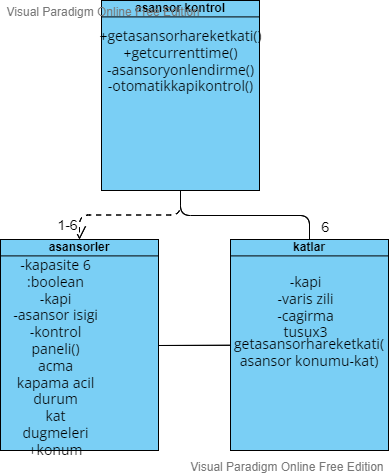 Visual Paradigm Online Free Edition
asansor kontrol
+getasansorhareketkati()
+getcurrenttime()
-asansoryonlendirme()
-otomatikkapikontrol()
1-6
6
asansorler
-kapasite 6
:boolean
-kapi
-asansor isigi
-kontrol
paneli()
acma
kapama acil
durum
kat
dugmeleri
+konum
katlar
-kapi
-varis zili
-cagirma
tusux3
getasansorhareketkati(
asansor konumu-kat)
Visual Paradigm Online Free Edition